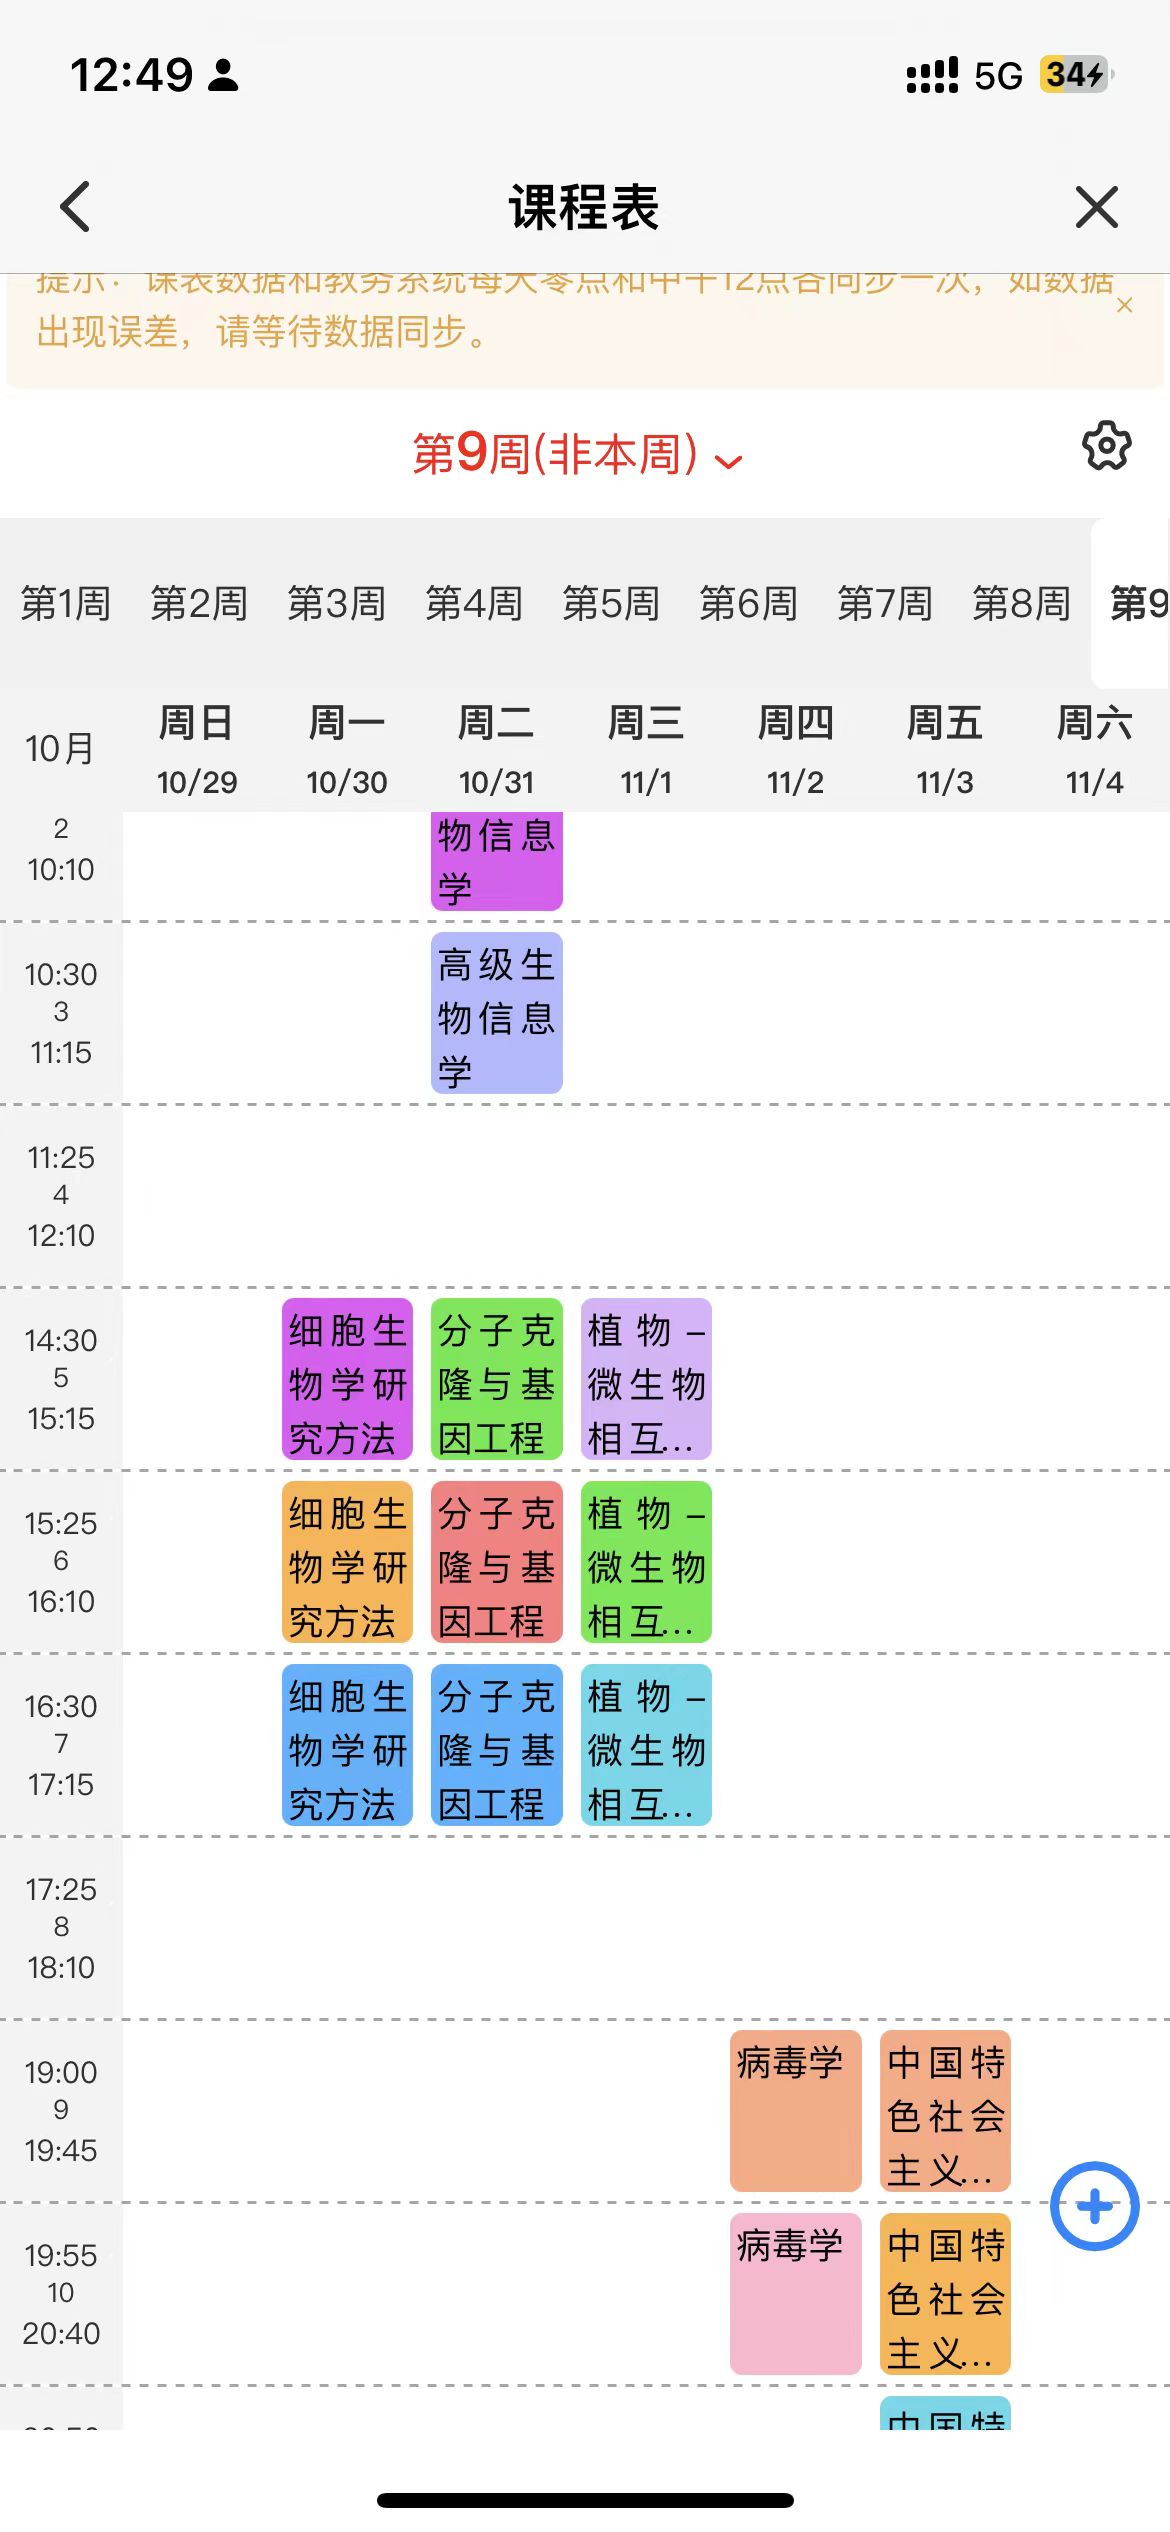 12:49
5G 34
课程表
提示：课表数据和教务系统每天零点和中午12点各同步一次，如数据
出现误差，请等待数据同步。
第9周(非本周)
第1周 第2周 第3周 第4周 第5周 第6周 第7周 第8周 第9
10月
周日 周一 周二 周三 周四 周五 周六
10/29 10/30 10/31 11/1 11/2 11/3 11/4
2
10:10
物信息
学
10:30
3
11:15
高级生
物信息
学
11:25
4
12:10
14:30
5
15:15
细胞生
物学研
究方法
分子克
隆与基
因工程
植物-
微生物
相互...
15:25
6
16:10
细胞生
物学研
究方法
分子克
隆与基
因工程
植物-
微生物
相互...
16:30
7
17:15
细胞生
物学研
究方法
分子克
隆与基
因工程
植物-
微生物
相互...
17:25
8
18:10
19:00
9
19:45
病毒学
中国特
色社会
主义...
19:55
10
20:40
病毒学
中国特
色社会
主义...
中国特